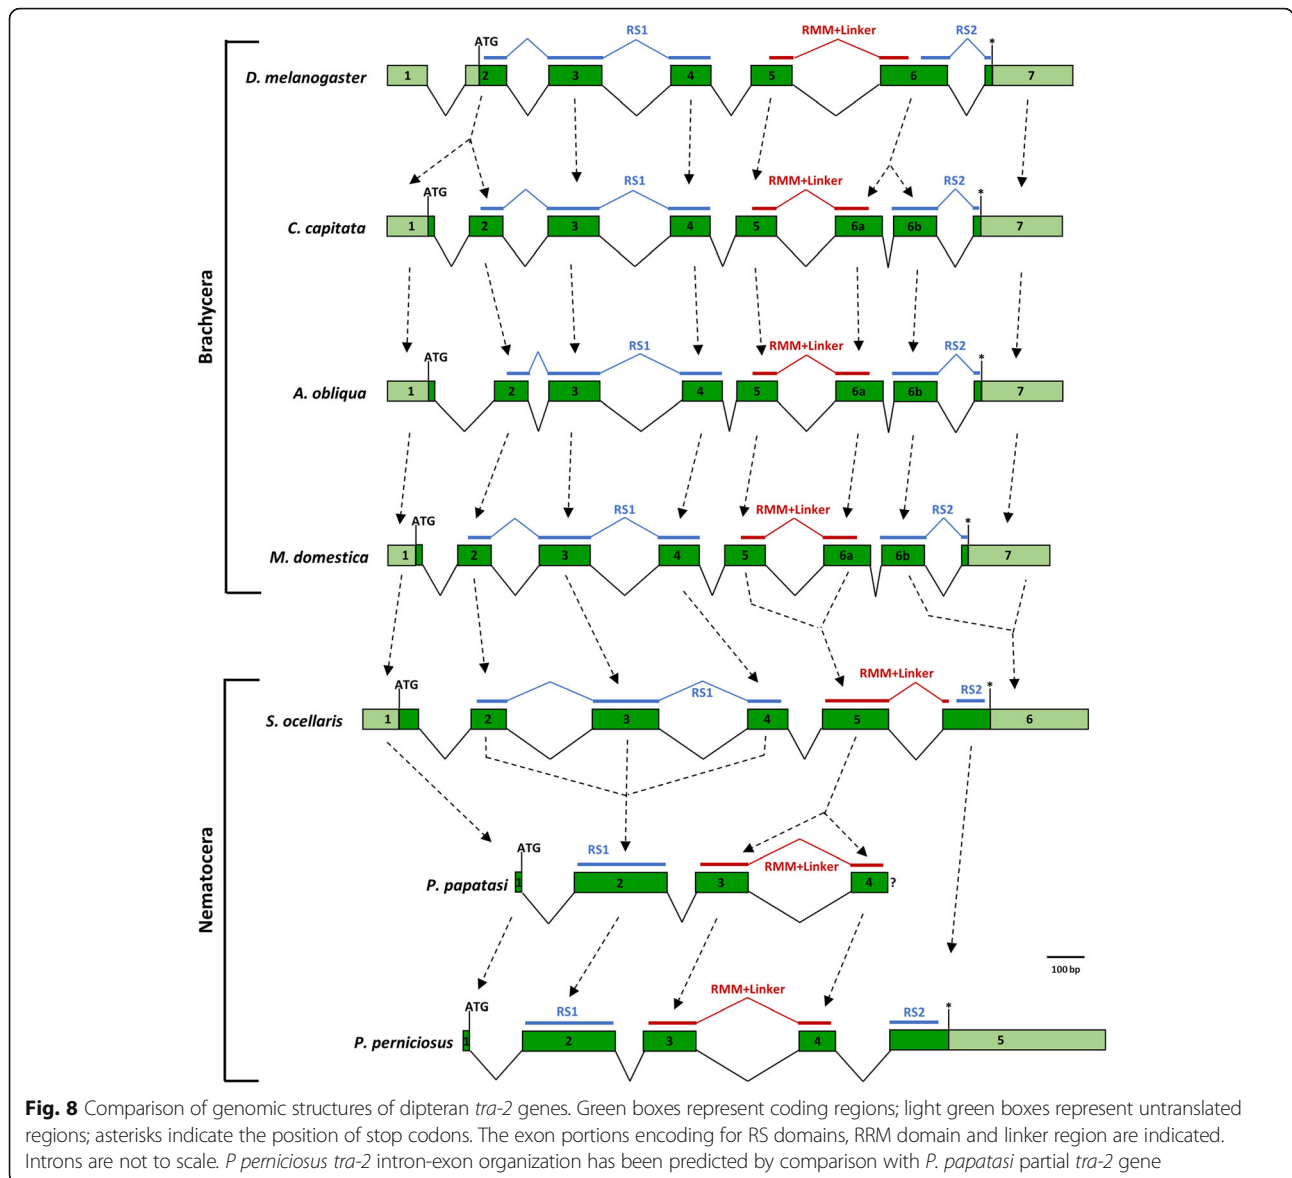 ATG RS1 RMM+Linker RS2 *
D. melanogaster 1 2 3 4 5 6 7
ATG RS1 RMM+Linker RS2 *
C. capitata 1 2 3 4 5 6a 6b 7
Brachycera
ATG RS1 RMM+Linker RS2 *
A. obliqua 1 2 3 4 5 6a 6b 7
ATG RS1 RMM+Linker RS2 *
M. domestica 1 2 3 4 5 6a 6b 7
ATG RS1 RMM+Linker RS2 *
S. ocellaris 1 2 3 4 5 6
Nematocera
ATG RS1 RMM+Linker
P. papatasi 1 2 3 4 ?
100 bp
ATG RS1 RMM+Linker RS2 *
P. perniciosus 1 2 3 4 5
Fig. 8 Comparison of genomic structures of dipteran tra-2 genes. Green boxes represent coding regions; light green boxes represent untranslated
regions; asterisks indicate the position of stop codons. The exon portions encoding for RS domains, RRM domain and linker region are indicated.
Introns are not to scale. P perniciosus tra-2 intron-exon organization has been predicted by comparison with P. papatasi partial tra-2 gene